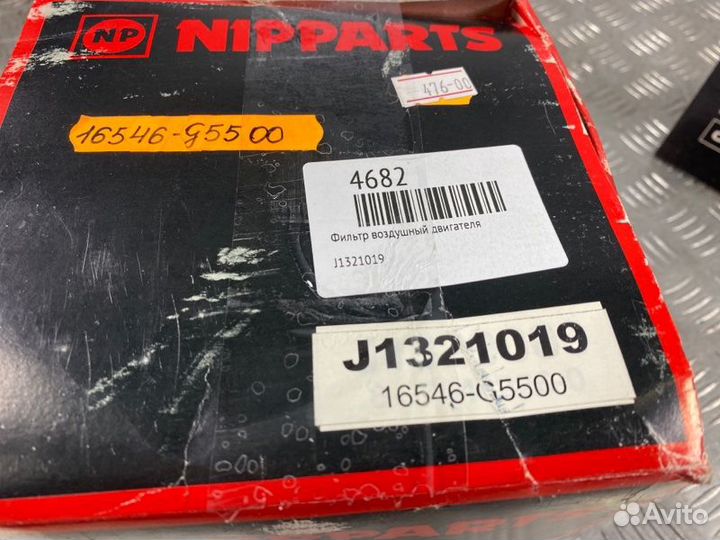 NP NIPPARTS
476-00
16546-G5500
4682
Фильтр воздушный двигателя
J1321019
J1321019
16546-G5500
Avito